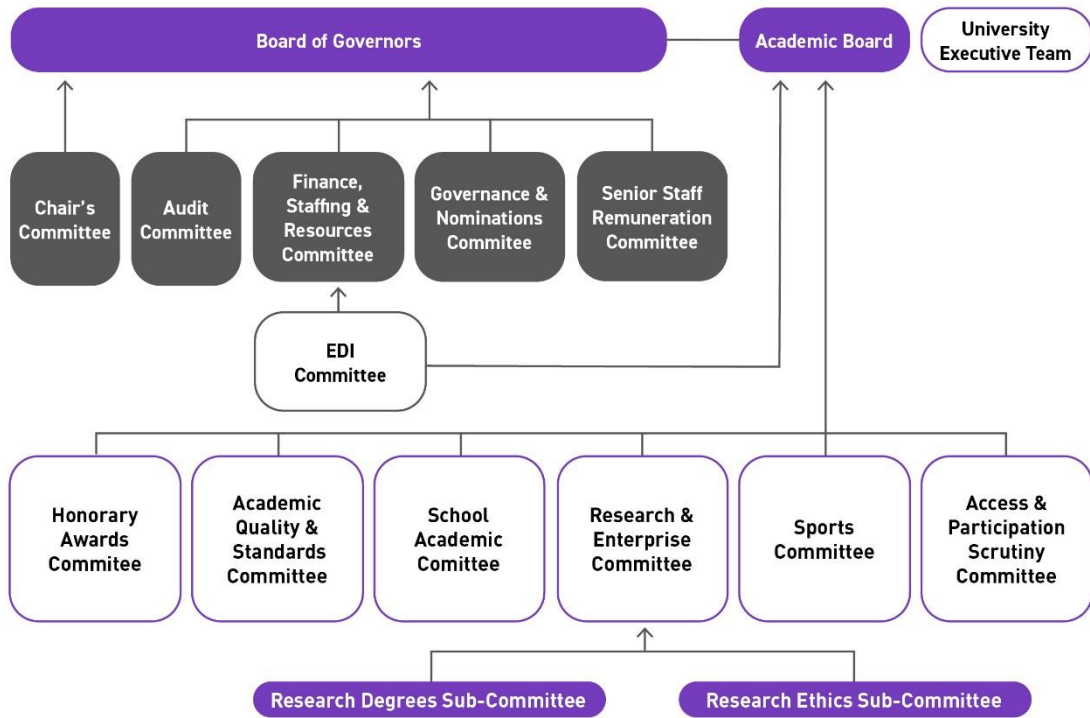 Board of Governors
Academic Board
University
Executive Team
Chair's
Committee
Audit
Committee
Finance,
Staffing &
Resources
Committee
Governance &
Nominations
Commitee
Senior Staff
Remuneration
Committee
EDI
Committee
Honorary
Awards
Commitee
Academic
Quality &
Standards
Committee
School
Academic
Comittee
Research &
Enterprise
Committee
Sports
Committee
Access &
Participation
Scrutiny
Committee
Research Degrees Sub-Committee
Research Ethics Sub-Committee